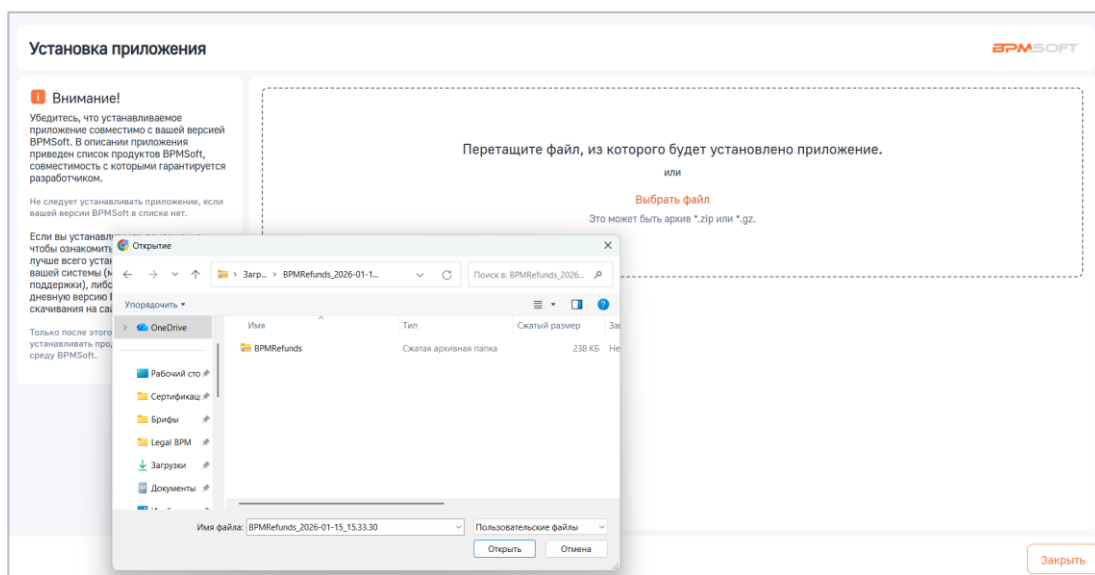 Установка приложения
BPMSOFT
Внимание!
Убедитесь, что устанавливаемое
приложение совместимо с вашей версией
BPMSoft. В описании приложения
приведен список продуктов BPMSoft,
совместимость с которыми гарантируется
разработчиком.
Не следует устанавливать приложение, если
вашей версии BPMSoft в списке нет.
Если вы устанавл
чтобы ознакомить
лучше всего устан
вашей системы (м
поддержки), либо
дневную версию
скачивания на са
Только после этого
устанавливать про
среду BPMSoft.
Перетащите файл, из которого будет установлено приложение.
или
Выбрать файл
Это может быть архив *.zip или *.gz.
Открытие
Загр... > BPMRefunds_2026-01-1...
Поиск в: BPMRefunds_2026...
Упорядочить
OneDrive
Рабочий сто
Сертификац
Брифы
Legal BPM
Загрузки
Документы
Имя Тип Сжатый размер За
BPMRefunds Сжатая архивная папка 238 КБ Не
Имя файла: BPMRefunds_2026-01-15_15.33.30
Пользовательские файлы
Открыть Отмена
Закрыть